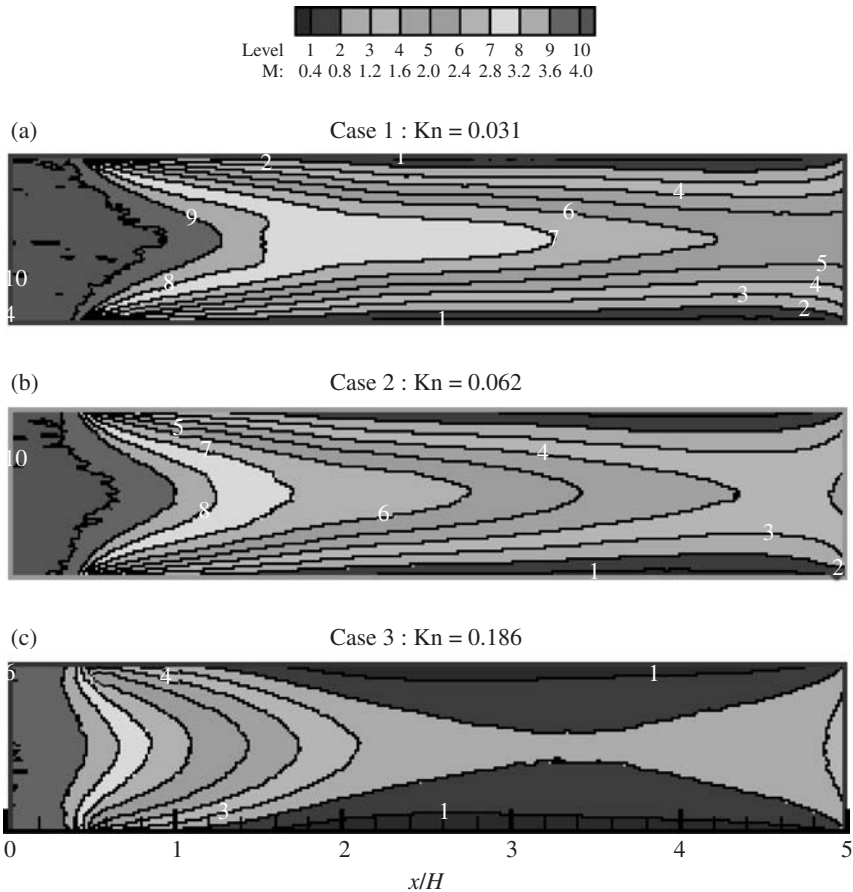 Level 1 2 3 4 5 6 7 8 9 10
M: 0.4 0.8 1.2 1.6 2.0 2.4 2.8 3.2 3.6 4.0
(a) Case 1 : Kn = 0.031
2 1
4
9 6
7
10 8 5
4
3
4 1 2
(b) Case 2 : Kn = 0.062
5
10 7 4
8 6
3
1 2
(c) Case 3 : Kn = 0.186
6 4 1
3 1
0 1 2 3 4 5
x/H